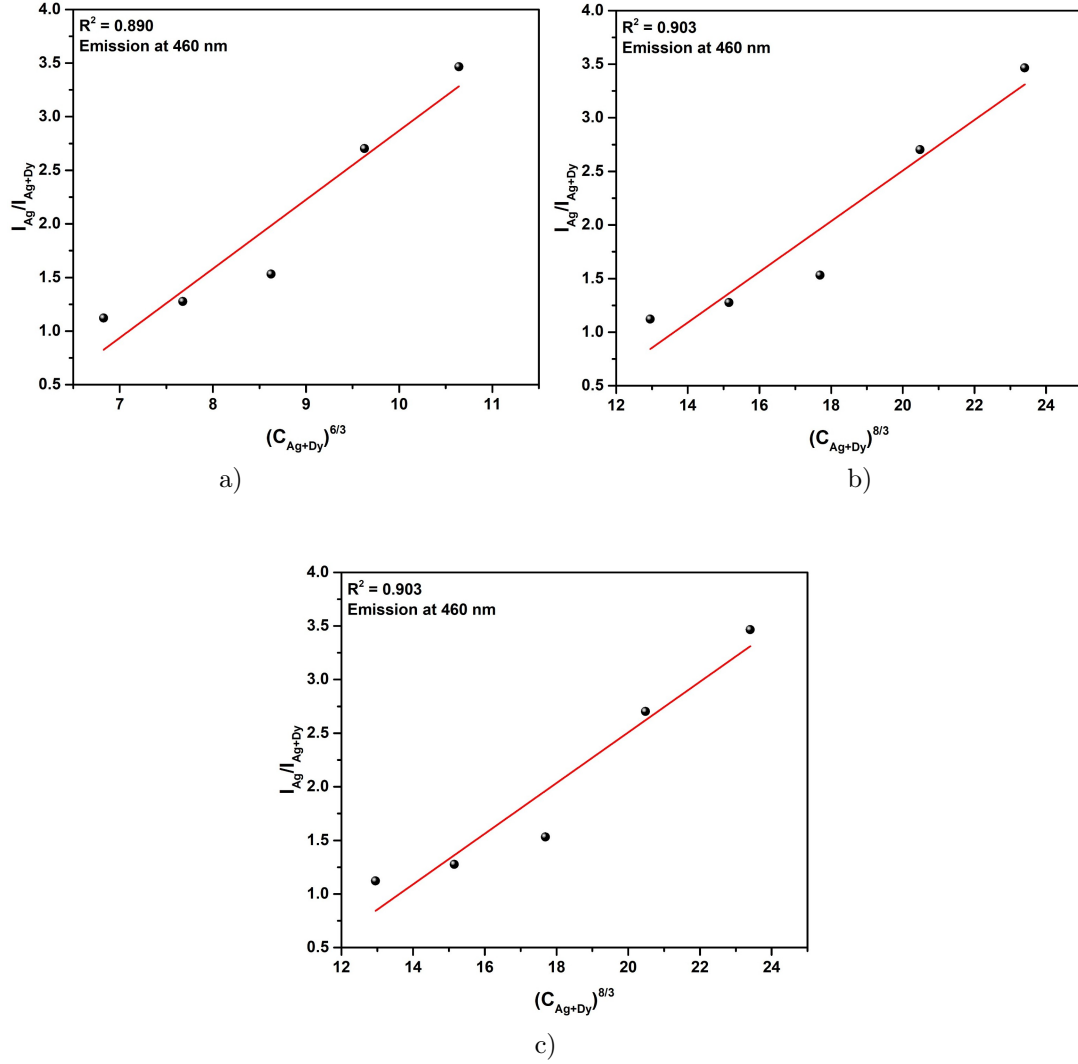 R² = 0.890
Emission at 460 nm
4.0
3.5
3.0
2.5
2.0
1.5
1.0
0.5
I_Ag/I_Ag+Dy
7 8 9 10 11
(C_Ag+Dy)^6/3
a)
R² = 0.903
Emission at 460 nm
4.0
3.5
3.0
2.5
2.0
1.5
1.0
0.5
I_Ag/I_Ag+Dy
12 14 16 18 20 22 24
(C_Ag+Dy)^8/3
b)
R² = 0.903
Emission at 460 nm
4.0
3.5
3.0
2.5
2.0
1.5
1.0
0.5
I_Ag/I_Ag+Dy
12 14 16 18 20 22 24
(C_Ag+Dy)^8/3
c)